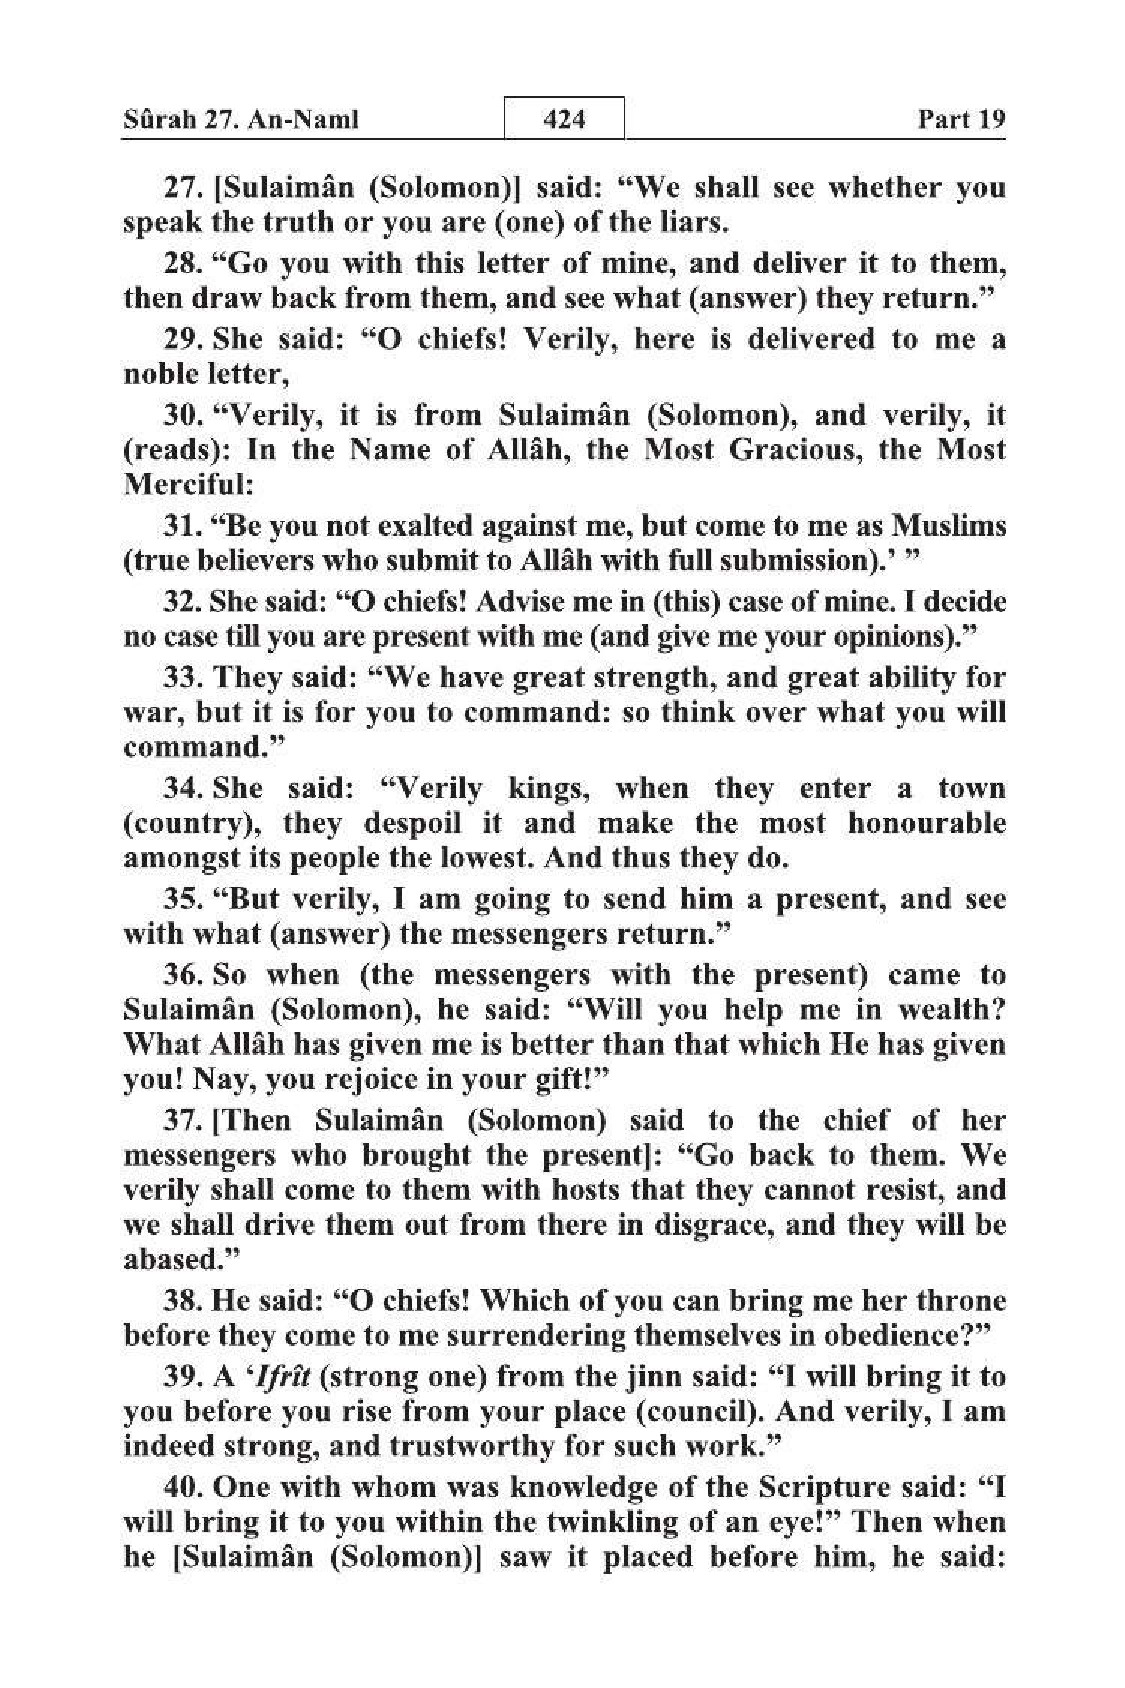 Sûrah 27. An-Naml 424 Part 19
27. [Sulaimân (Solomon)] said: “We shall see whether you
speak the truth or you are (one) of the liars.
28. “Go you with this letter of mine, and deliver it to them,
then draw back from them, and see what (answer) they return.”
29. She said: “O chiefs! Verily, here is delivered to me a
noble letter,
30. “Verily, it is from Sulaimân (Solomon), and verily, it
(reads): In the Name of Allâh, the Most Gracious, the Most
Merciful:
31. “Be you not exalted against me, but come to me as Muslims
(true believers who submit to Allâh with full submission).’ ”
32. She said: “O chiefs! Advise me in (this) case of mine. I decide
no case till you are present with me (and give me your opinions).”
33. They said: “We have great strength, and great ability for
war, but it is for you to command: so think over what you will
command.”
34. She said: “Verily kings, when they enter a town
(country), they despoil it and make the most honourable
amongst its people the lowest. And thus they do.
35. “But verily, I am going to send him a present, and see
with what (answer) the messengers return.”
36. So when (the messengers with the present) came to
Sulaimân (Solomon), he said: “Will you help me in wealth?
What Allâh has given me is better than that which He has given
you! Nay, you rejoice in your gift!”
37. [Then Sulaimân (Solomon) said to the chief of her
messengers who brought the present]: “Go back to them. We
verily shall come to them with hosts that they cannot resist, and
we shall drive them out from there in disgrace, and they will be
abased.”
38. He said: “O chiefs! Which of you can bring me her throne
before they come to me surrendering themselves in obedience?”
39. A ‘Ifrît (strong one) from the jinn said: “I will bring it to
you before you rise from your place (council). And verily, I am
indeed strong, and trustworthy for such work.”
40. One with whom was knowledge of the Scripture said: “I
will bring it to you within the twinkling of an eye!” Then when
he [Sulaimân (Solomon)] saw it placed before him, he said: